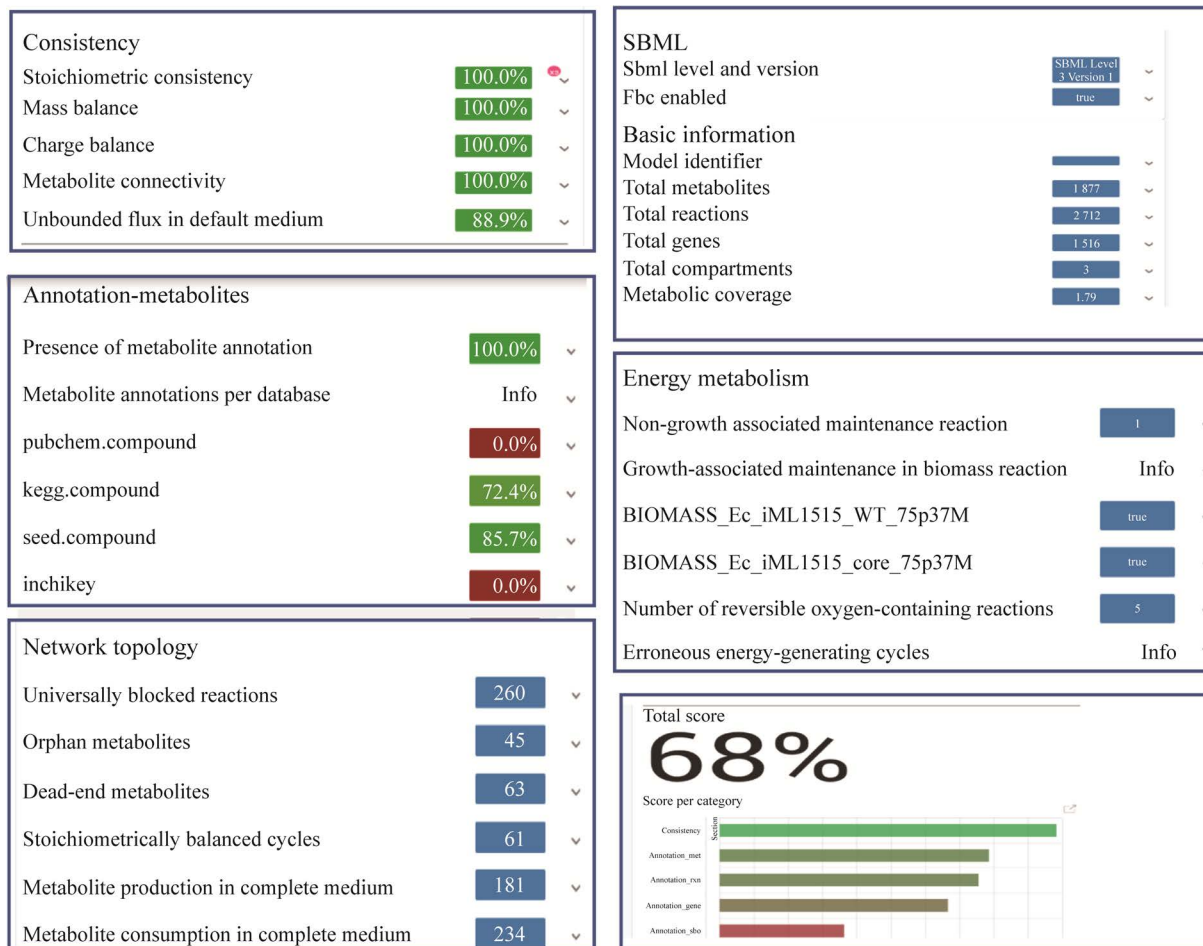 Consistency
Stoichiometric consistency 100.0% x3
Mass balance 100.0%
Charge balance 100.0%
Metabolite connectivity 100.0%
Unbounded flux in default medium 88.9%
Annotation-metabolites
Presence of metabolite annotation 100.0%
Metabolite annotations per database Info
pubchem.compound 0.0%
kegg.compound 72.4%
seed.compound 85.7%
inchikey 0.0%
Network topology
Universally blocked reactions 260
Orphan metabolites 45
Dead-end metabolites 63
Stoichiometrically balanced cycles 61
Metabolite production in complete medium 181
Metabolite consumption in complete medium 234
SBML
Sbml level and version SBML Level
3 Version 1
Fbc enabled true
Basic information
Model identifier
Total metabolites 1 877
Total reactions 2 712
Total genes 1 516
Total compartments 3
Metabolic coverage 1.79
Energy metabolism
Non-growth associated maintenance reaction 1
Growth-associated maintenance in biomass reaction Info
BIOMASS_Ec_iML1515_WT_75p37M true
BIOMASS_Ec_iML1515_core_75p37M true
Number of reversible oxygen-containing reactions 5
Erroneous energy-generating cycles Info
Total score
68%
Score per category
Section
Consistency
Annotation_met
Annotation_rxn
Annotation_gene
Annotation_sbo